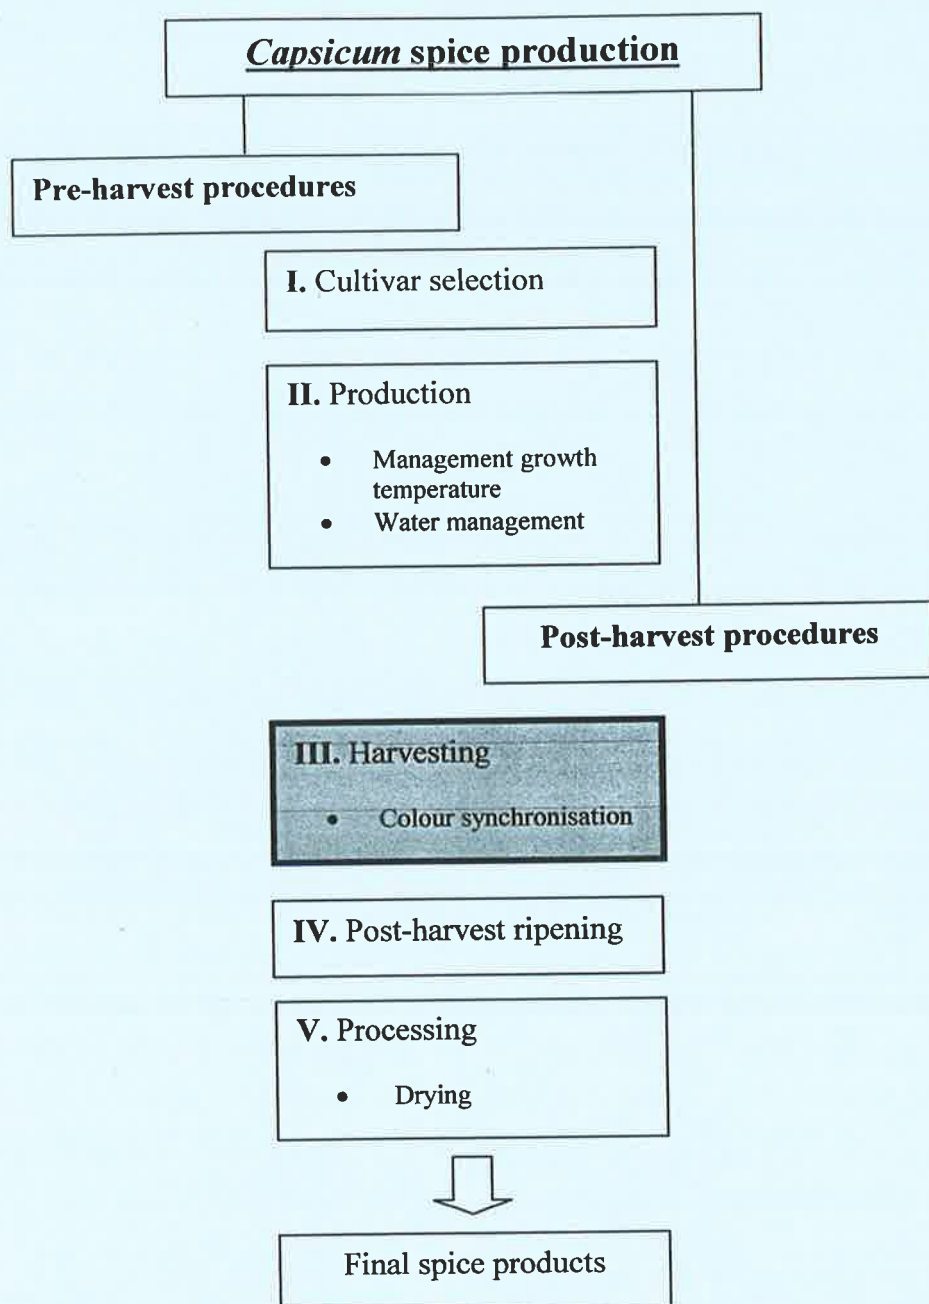 Capsicum spice production
Pre-harvest procedures
I. Cultivar selection
II. Production
• Management growth
temperature
• Water management
Post-harvest procedures
III. Harvesting
• Colour synchronisation
IV. Post-harvest ripening
V. Processing
• Drying
Final spice products